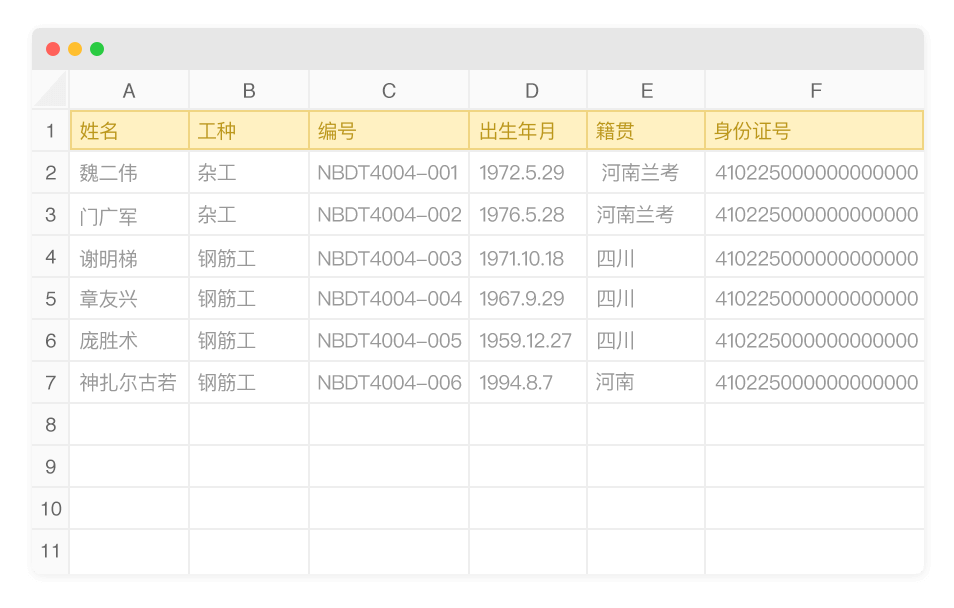 A B C D E F
1 姓名 工种 编号 出生年月 籍贯 身份证号
2 魏二伟 杂工 NBDT4004-001 1972.5.29 河南兰考 410225000000000000
3 门广军 杂工 NBDT4004-002 1976.5.28 河南兰考 410225000000000000
4 谢明梯 钢筋工 NBDT4004-003 1971.10.18 四川 410225000000000000
5 章友兴 钢筋工 NBDT4004-004 1967.9.29 四川 410225000000000000
6 庞胜术 钢筋工 NBDT4004-005 1959.12.27 四川 410225000000000000
7 神扎尔古若 钢筋工 NBDT4004-006 1994.8.7 河南 410225000000000000
8
9
10
11